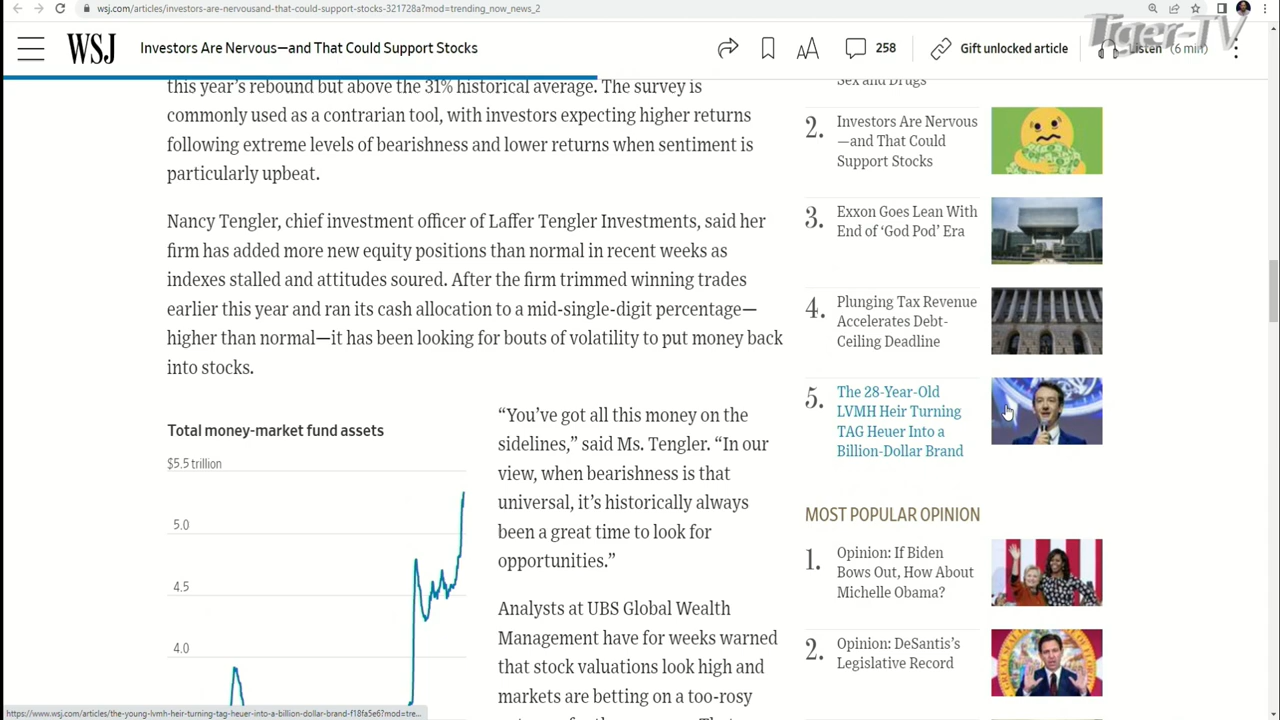 wsj.com/articles/investors-are-nervousand-that-could-support-stocks-321728a?mod=trending_now_news_2
WSJ
Investors Are Nervous—and That Could Support Stocks
258
Gift unlocked article
Listen (6 min)
Tiger-TV
this year's rebound but above the 31% historical average. The survey is
commonly used as a contrarian tool, with investors expecting higher returns
following extreme levels of bearishness and lower returns when sentiment is
particularly upbeat.
Nancy Tengler, chief investment officer of Laffer Tengler Investments, said her
firm has added more new equity positions than normal in recent weeks as
indexes stalled and attitudes soured. After the firm trimmed winning trades
earlier this year and ran its cash allocation to a mid-single-digit percentage—
higher than normal—it has been looking for bouts of volatility to put money back
into stocks.
Total money-market fund assets
$5.5 trillion
5.0
4.5
4.0
“You've got all this money on the
sidelines,” said Ms. Tengler. “In our
view, when bearishness is that
universal, it's historically always
been a great time to look for
opportunities.”
Analysts at UBS Global Wealth
Management have for weeks warned
that stock valuations look high and
markets are betting on a too-rosy
Sex and Drugs
2.
Investors Are Nervous
—and That Could
Support Stocks
3.
Exxon Goes Lean With
End of ‘God Pod’ Era
4.
Plunging Tax Revenue
Accelerates Debt-
Ceiling Deadline
5.
The 28-Year-Old
LVMH Heir Turning
TAG Heuer Into a
Billion-Dollar Brand
MOST POPULAR OPINION
1.
Opinion: If Biden
Bows Out, How About
Michelle Obama?
2.
Opinion: DeSantis's
Legislative Record
https://www.wsj.com/articles/the-young-lvmh-heir-turning-tag-heuer-into-a-billion-dollar-brand-f18fa5e6?mod=tre...